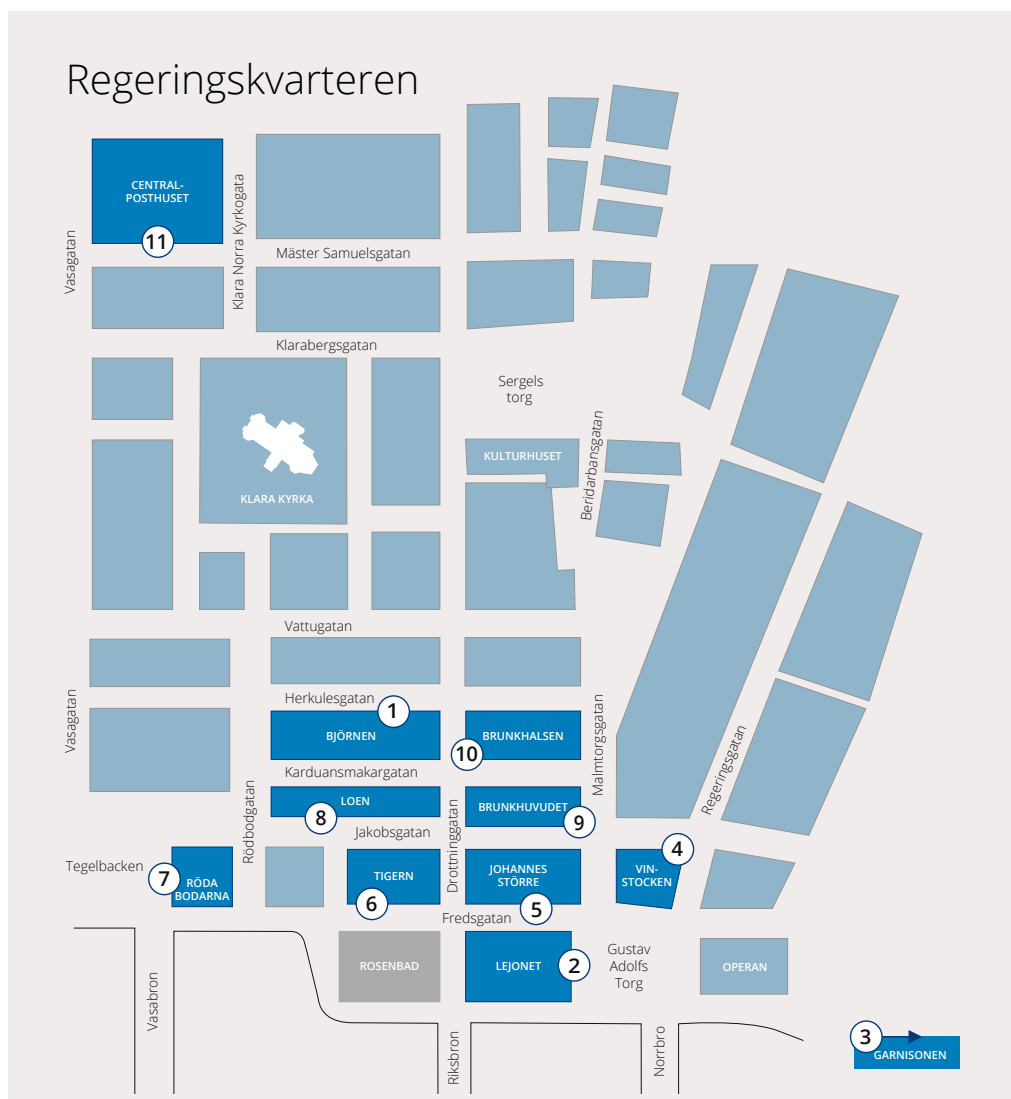 Regeringskvarteren
CENTRAL-
POSTHUSET
11
Vasagatan
Klara Norra Kyrkogata
Mäster Samuelsgatan
Klarabergsgatan
Sergels
torg
KULTURHUSET
Beridarbansgatan
KLARA KYRKA
Vattugatan
Vasagatan
Herkulesgatan
1
BJÖRNEN
10
BRUNKHALSEN
Malmtorgsgatan
Regeringsgatan
Karduansmakargatan
LOEN
8
BRUNKHUVUDET
9
Rödbodgatan
Jakobsgatan
Drottninggatan
Tegelbacken
7
RÖDA
BODARNA
TIGERN
6
JOHANNES
STÖRRE
5
4
VIN-
STOCKEN
Fredsgatan
ROSENBAD
LEJONET
2
Gustav
Adolfs
Torg
OPERAN
Vasabron
Riksbron
Norrbro
3
GARNISONEN